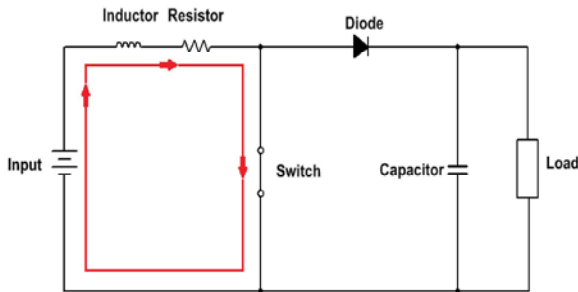 Inductor Resistor
Diode
Input
Switch
Capacitor
Load